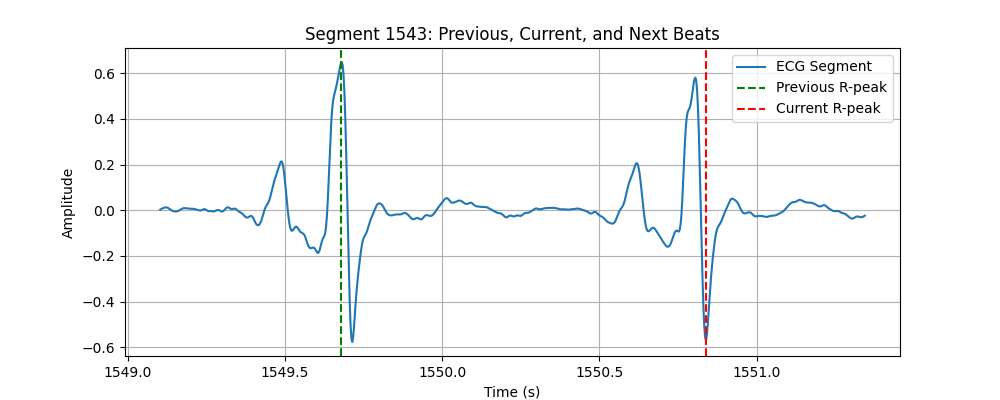 Segment 1543: Previous, Current, and Next Beats
ECG Segment
Previous R-peak
Current R-peak
0.6
0.4
0.2
0.0
−0.2
−0.4
−0.6
Amplitude
1549.0 1549.5 1550.0 1550.5 1551.0
Time (s)